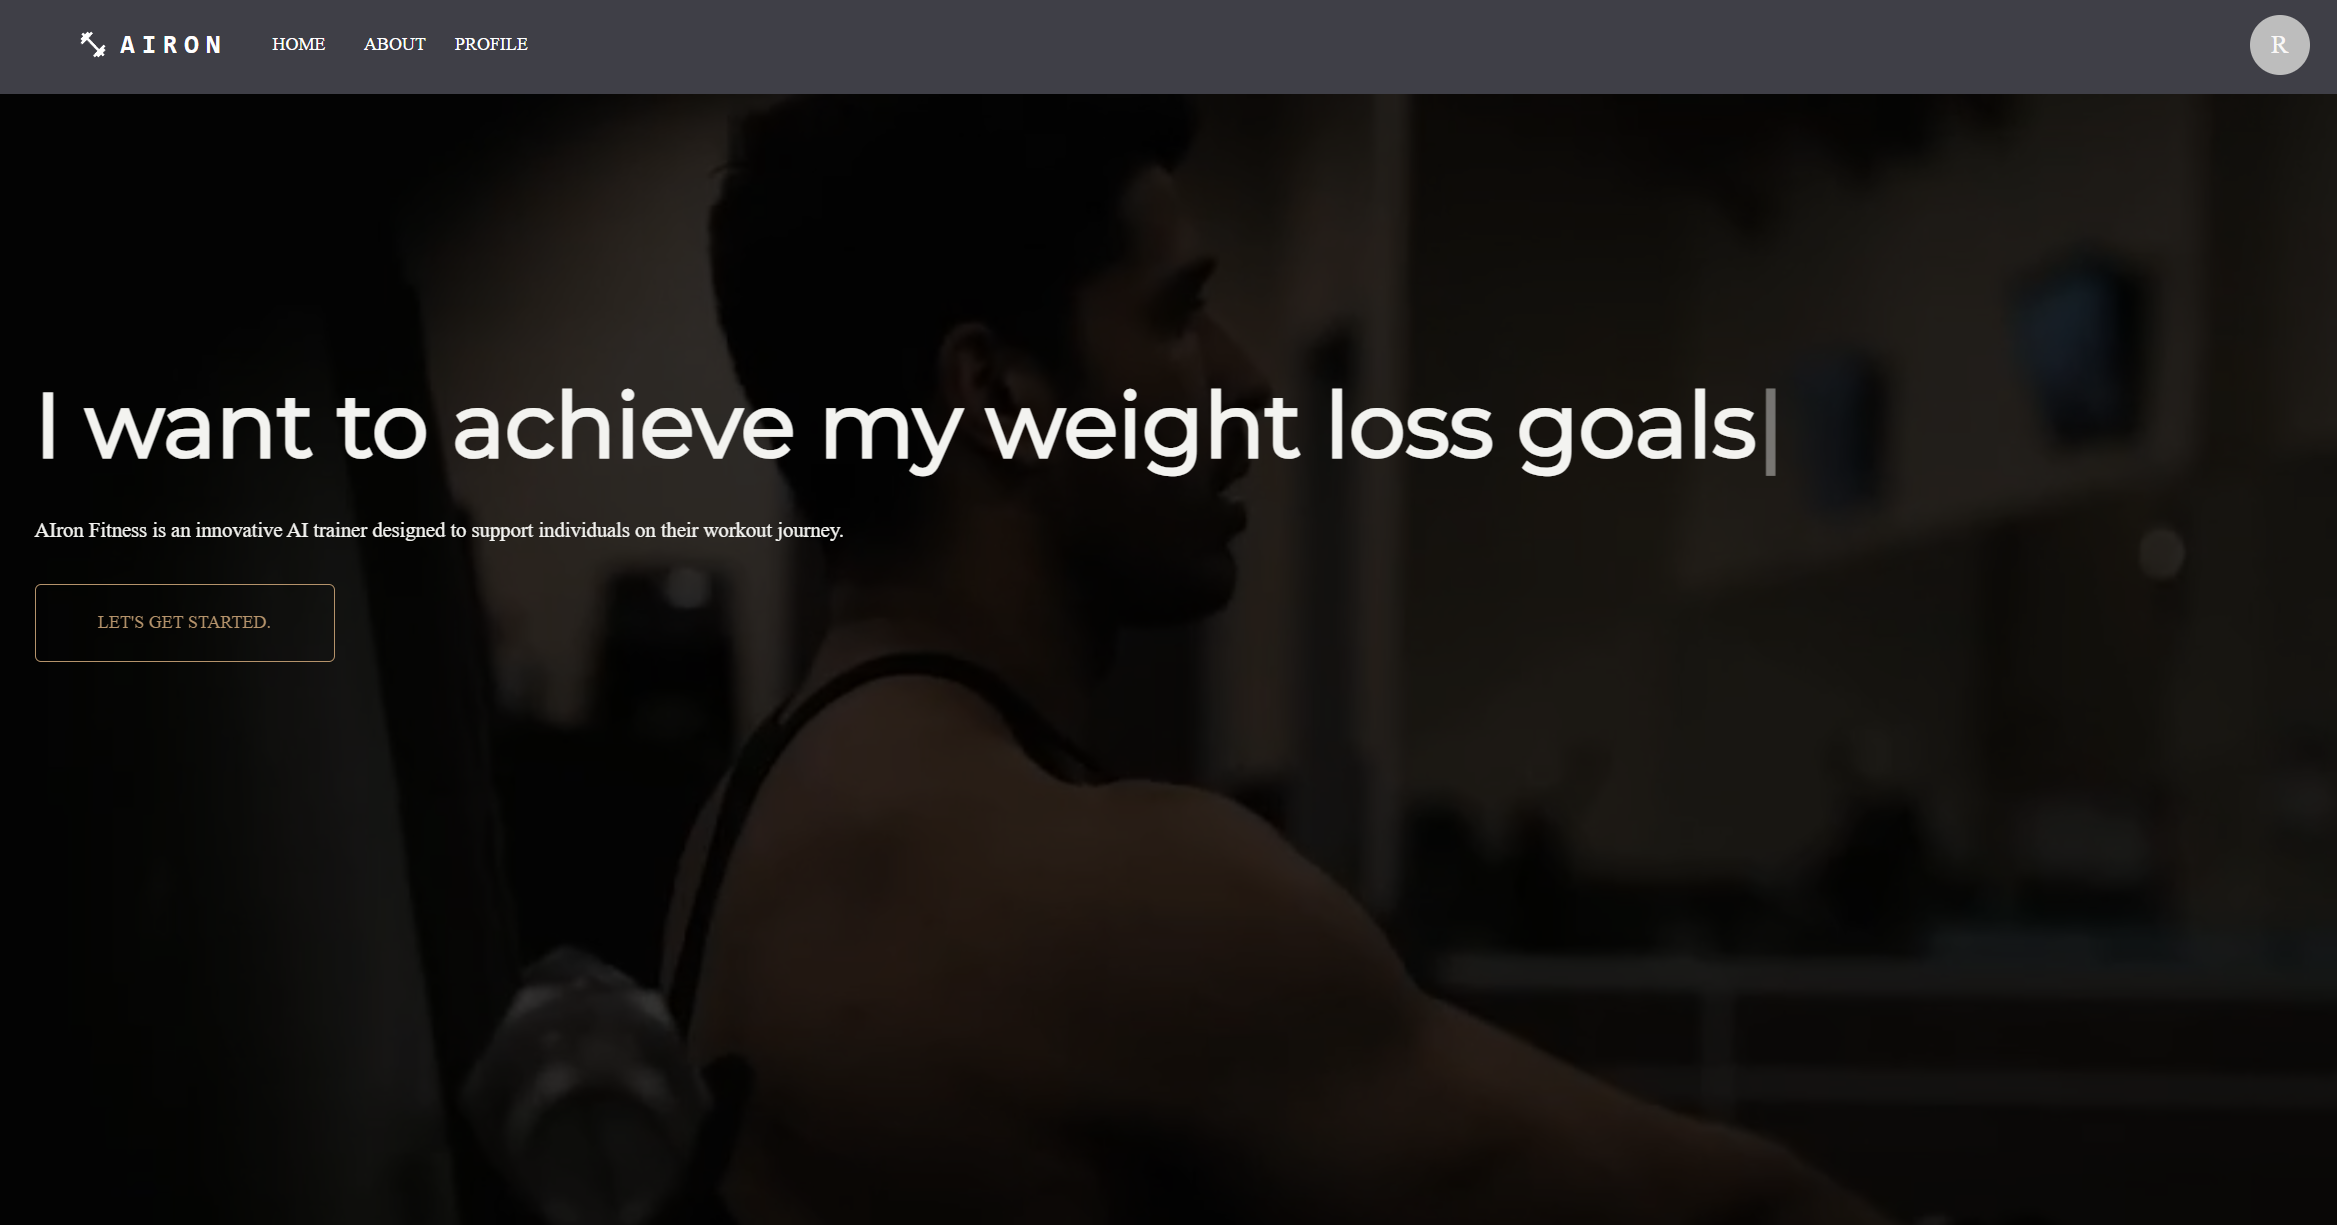 AIRON HOME ABOUT PROFILE R
I want to achieve my weight loss goals
AIron Fitness is an innovative AI trainer designed to support individuals on their workout journey.
LET'S GET STARTED.